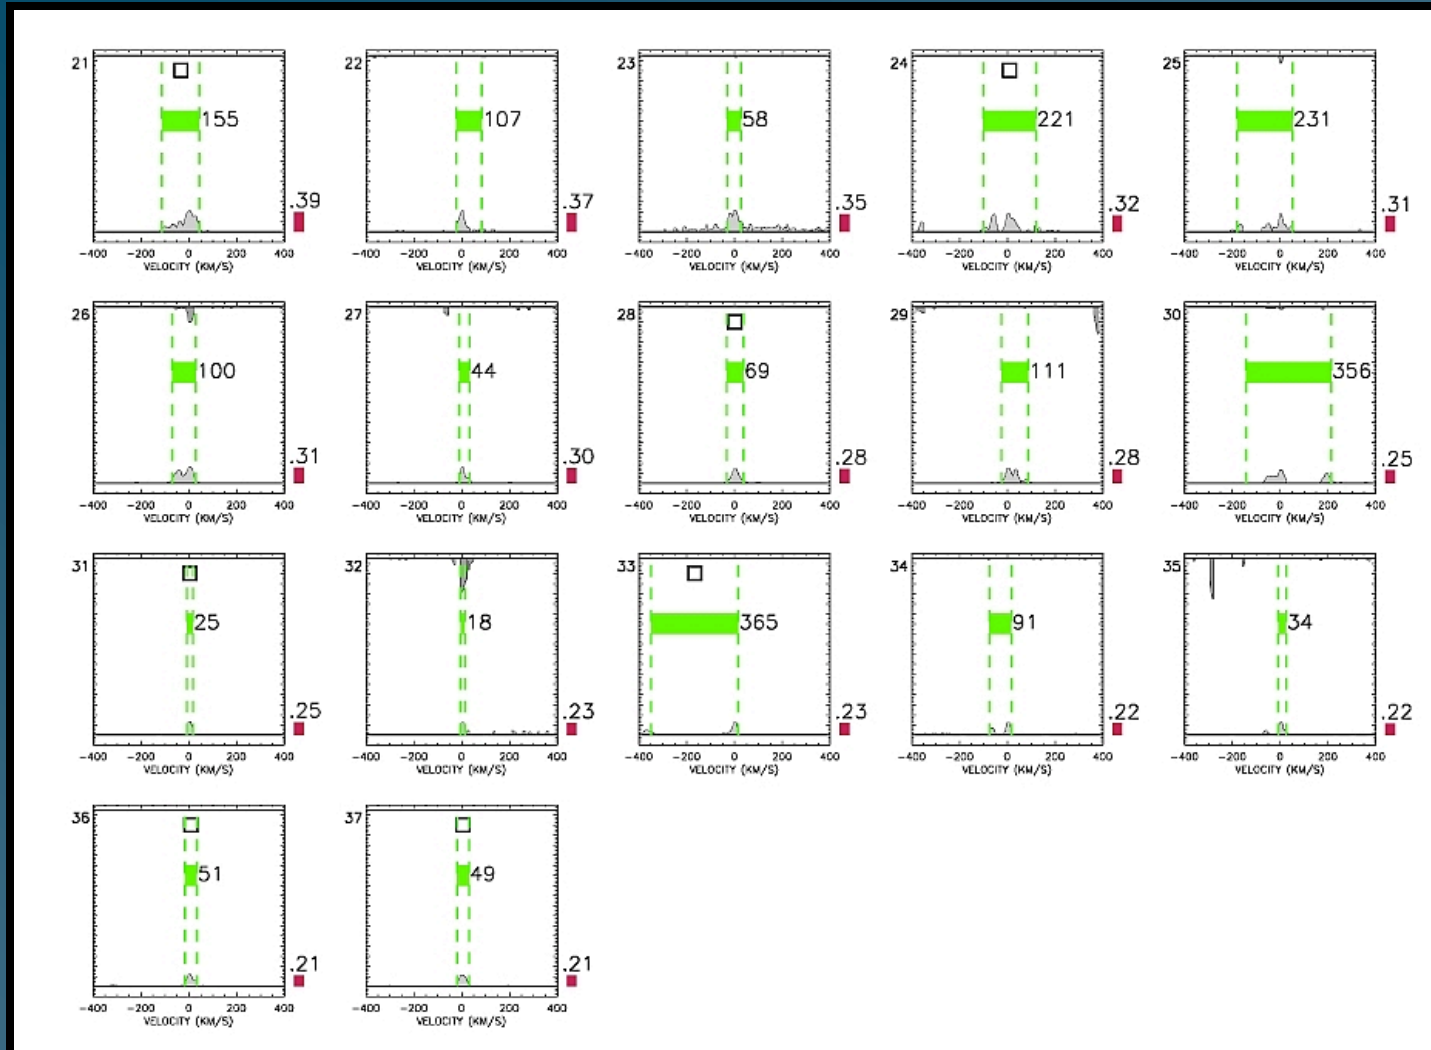 21 22 23 24 25
155 107 58 221 231
.39 .37 .35 .32 .31
−400 −200 0 200 400 −400 −200 0 200 400 −400 −200 0 200 400 −400 −200 0 200 400 −400 −200 0 200 400
VELOCITY (KM/S) VELOCITY (KM/S) VELOCITY (KM/S) VELOCITY (KM/S) VELOCITY (KM/S)
26 27 28 29 30
100 44 69 111 356
.31 .30 .28 .28 .25
−400 −200 0 200 400 −400 −200 0 200 400 −400 −200 0 200 400 −400 −200 0 200 400 −400 −200 0 200 400
VELOCITY (KM/S) VELOCITY (KM/S) VELOCITY (KM/S) VELOCITY (KM/S) VELOCITY (KM/S)
31 32 33 34 35
25 18 365 91 34
.25 .23 .23 .22 .22
−400 −200 0 200 400 −400 −200 0 200 400 −400 −200 0 200 400 −400 −200 0 200 400 −400 −200 0 200 400
VELOCITY (KM/S) VELOCITY (KM/S) VELOCITY (KM/S) VELOCITY (KM/S) VELOCITY (KM/S)
36 37
51 49
.21 .21
−400 −200 0 200 400 −400 −200 0 200 400
VELOCITY (KM/S) VELOCITY (KM/S)